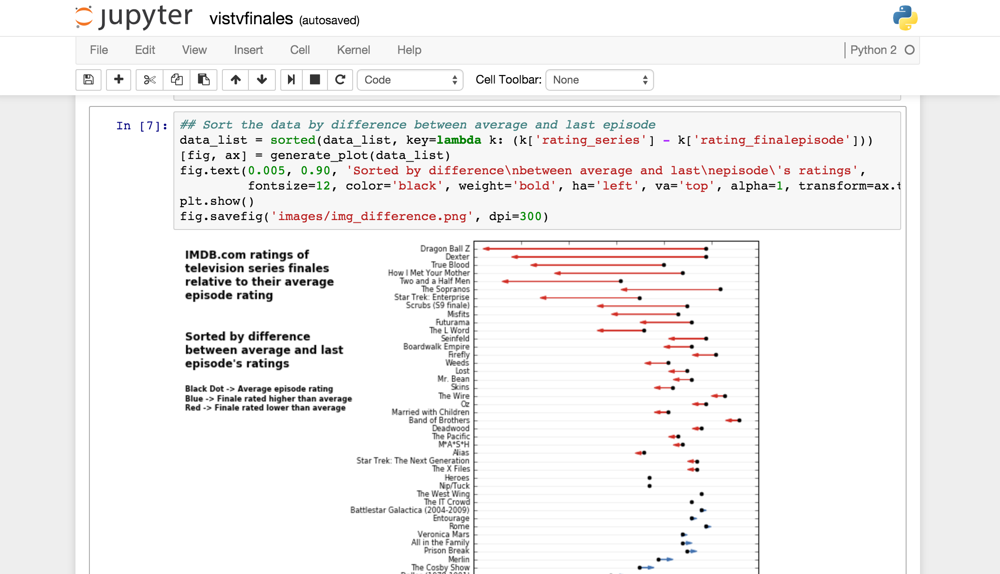 jupyter vistvfinales (autosaved)
File Edit View Insert Cell Kernel Help Python 2
Code Cell Toolbar: None
In [7]:
## Sort the data by difference between average and last episode
data_list = sorted(data_list, key=lambda k: (k['rating_series'] - k['rating_finalepisode']))
[fig, ax] = generate_plot(data_list)
fig.text(0.005, 0.90, 'Sorted by difference\nbetween average and last\nepisode\'s ratings',
fontsize=12, color='black', weight='bold', ha='left', va='top', alpha=1, transform=ax.t
plt.show()
fig.savefig('images/img_difference.png', dpi=300)
IMDB.com ratings of
television series finales
relative to their average
episode rating
Sorted by difference
between average and last
episode's ratings
Black Dot -> Average episode rating
Blue -> Finale rated higher than average
Red -> Finale rated lower than average
Dragon Ball Z
Dexter
True Blood
How I Met Your Mother
Two and a Half Men
The Sopranos
Star Trek: Enterprise
Scrubs (S9 finale)
Misfits
Futurama
The L Word
Seinfeld
Boardwalk Empire
Firefly
Weeds
Lost
Mr. Bean
Skins
The Wire
Oz
Married with Children
Band of Brothers
Deadwood
The Pacific
M*A*S*H
Alias
Star Trek: The Next Generation
The X Files
Heroes
Nip/Tuck
The West Wing
The IT Crowd
Battlestar Galactica (2004-2009)
Entourage
Rome
Veronica Mars
All in the Family
Prison Break
Merlin
The Cosby Show